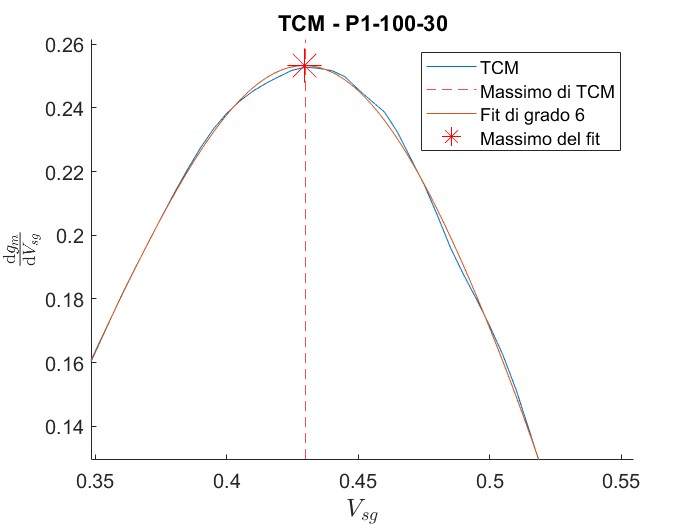 TCM - P1-100-30
0.26
0.24
0.22
0.2
0.18
0.16
0.14
dg_m
dV_sg
TCM
Massimo di TCM
Fit di grado 6
Massimo del fit
0.35
0.4
0.45
0.5
0.55
V_sg